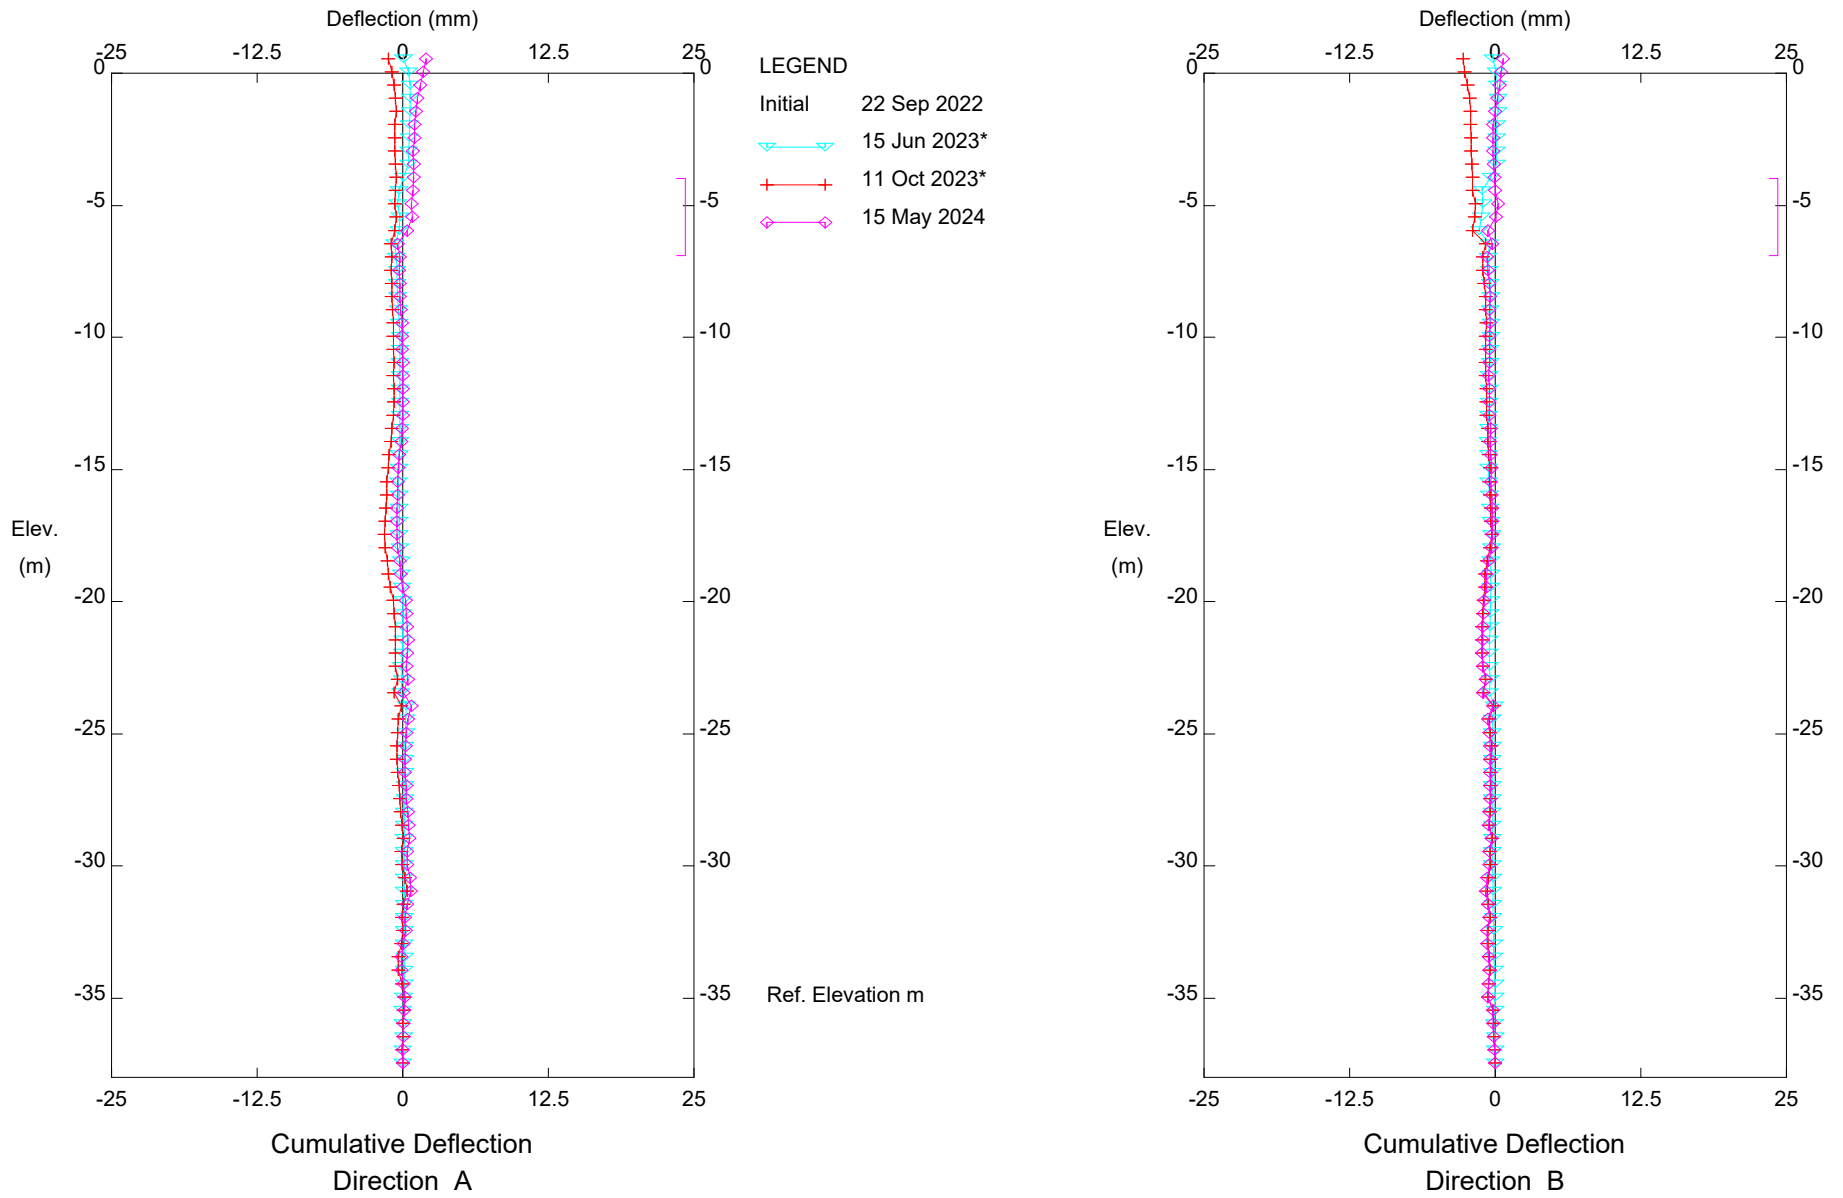 Deflection (mm)
-25 -12.5 0 12.5 25
0 0
-5 -5
-10 -10
-15 -15
-20 -20
-25 -25
-30 -30
-35 -35
Elev.
(m)
-25 -12.5 0 12.5 25
Cumulative Deflection
Direction A
LEGEND
Initial 22 Sep 2022
15 Jun 2023*
11 Oct 2023*
15 May 2024
Ref. Elevation m
Deflection (mm)
-25 -12.5 0 12.5 25
0 0
-5 -5
-10 -10
-15 -15
-20 -20
-25 -25
-30 -30
-35 -35
Elev.
(m)
-25 -12.5 0 12.5 25
Cumulative Deflection
Direction B